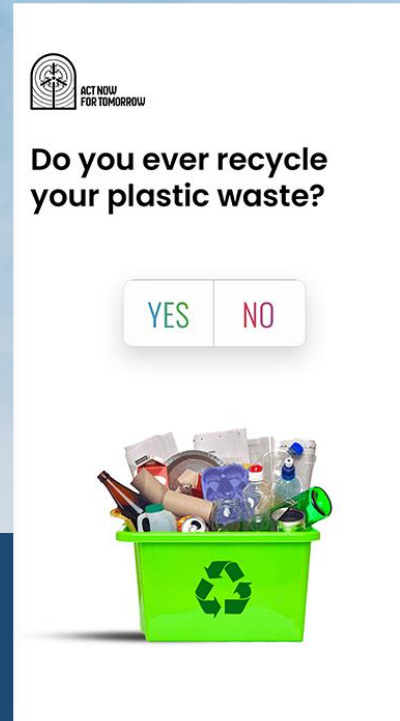 ACT NOW
FOR TOMORROW
Do you ever recycle
your plastic waste?
YES NO